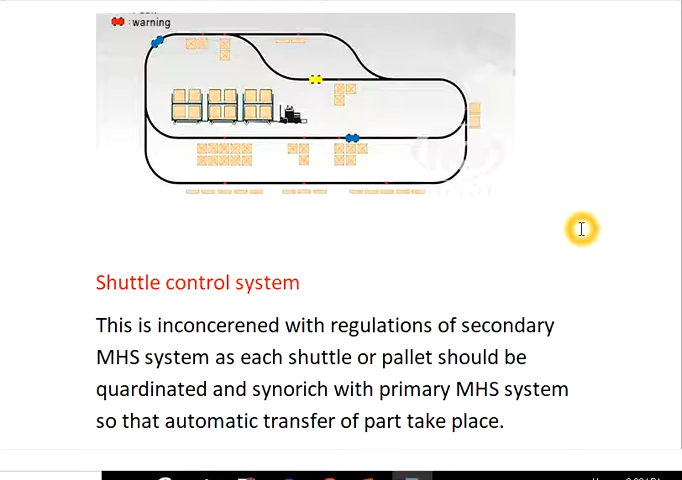 :warning
Shuttle control system
This is inconcerened with regulations of secondary
MHS system as each shuttle or pallet should be
quardinated and synorich with primary MHS system
so that automatic transfer of part take place.